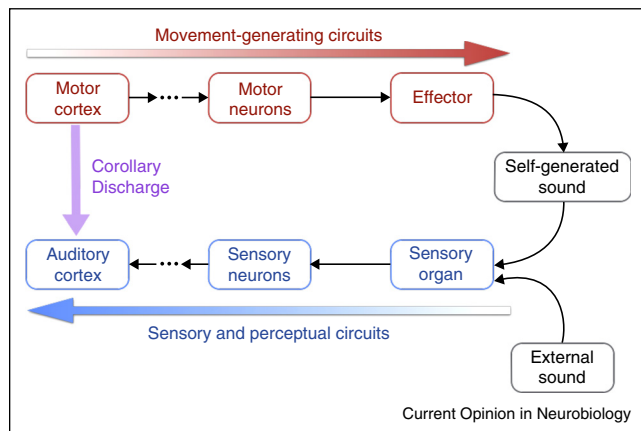 Movement-generating circuits
Motor
cortex
Motor
neurons
Effector
Corollary
Discharge
Self-generated
sound
Auditory
cortex
Sensory
neurons
Sensory
organ
Sensory and perceptual circuits
External
sound
Current Opinion in Neurobiology